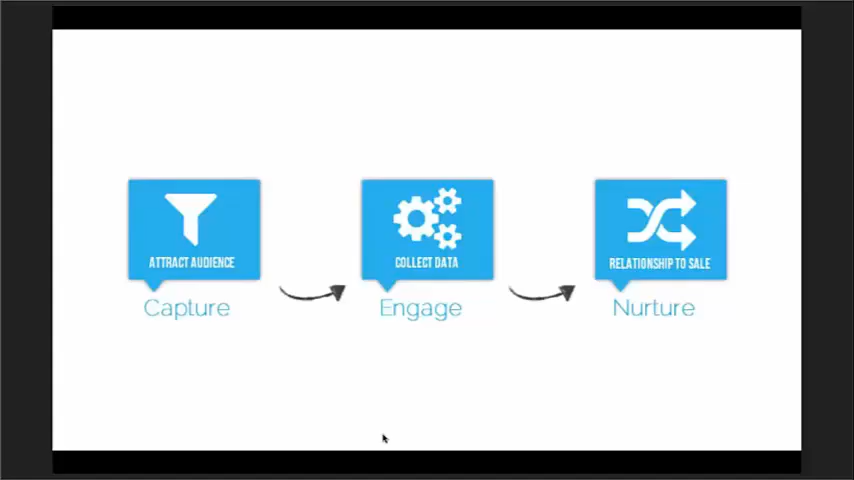 ATTRACT AUDIENCE
Capture
COLLECT DATA
Engage
RELATIONSHIP TO SALE
Nurture